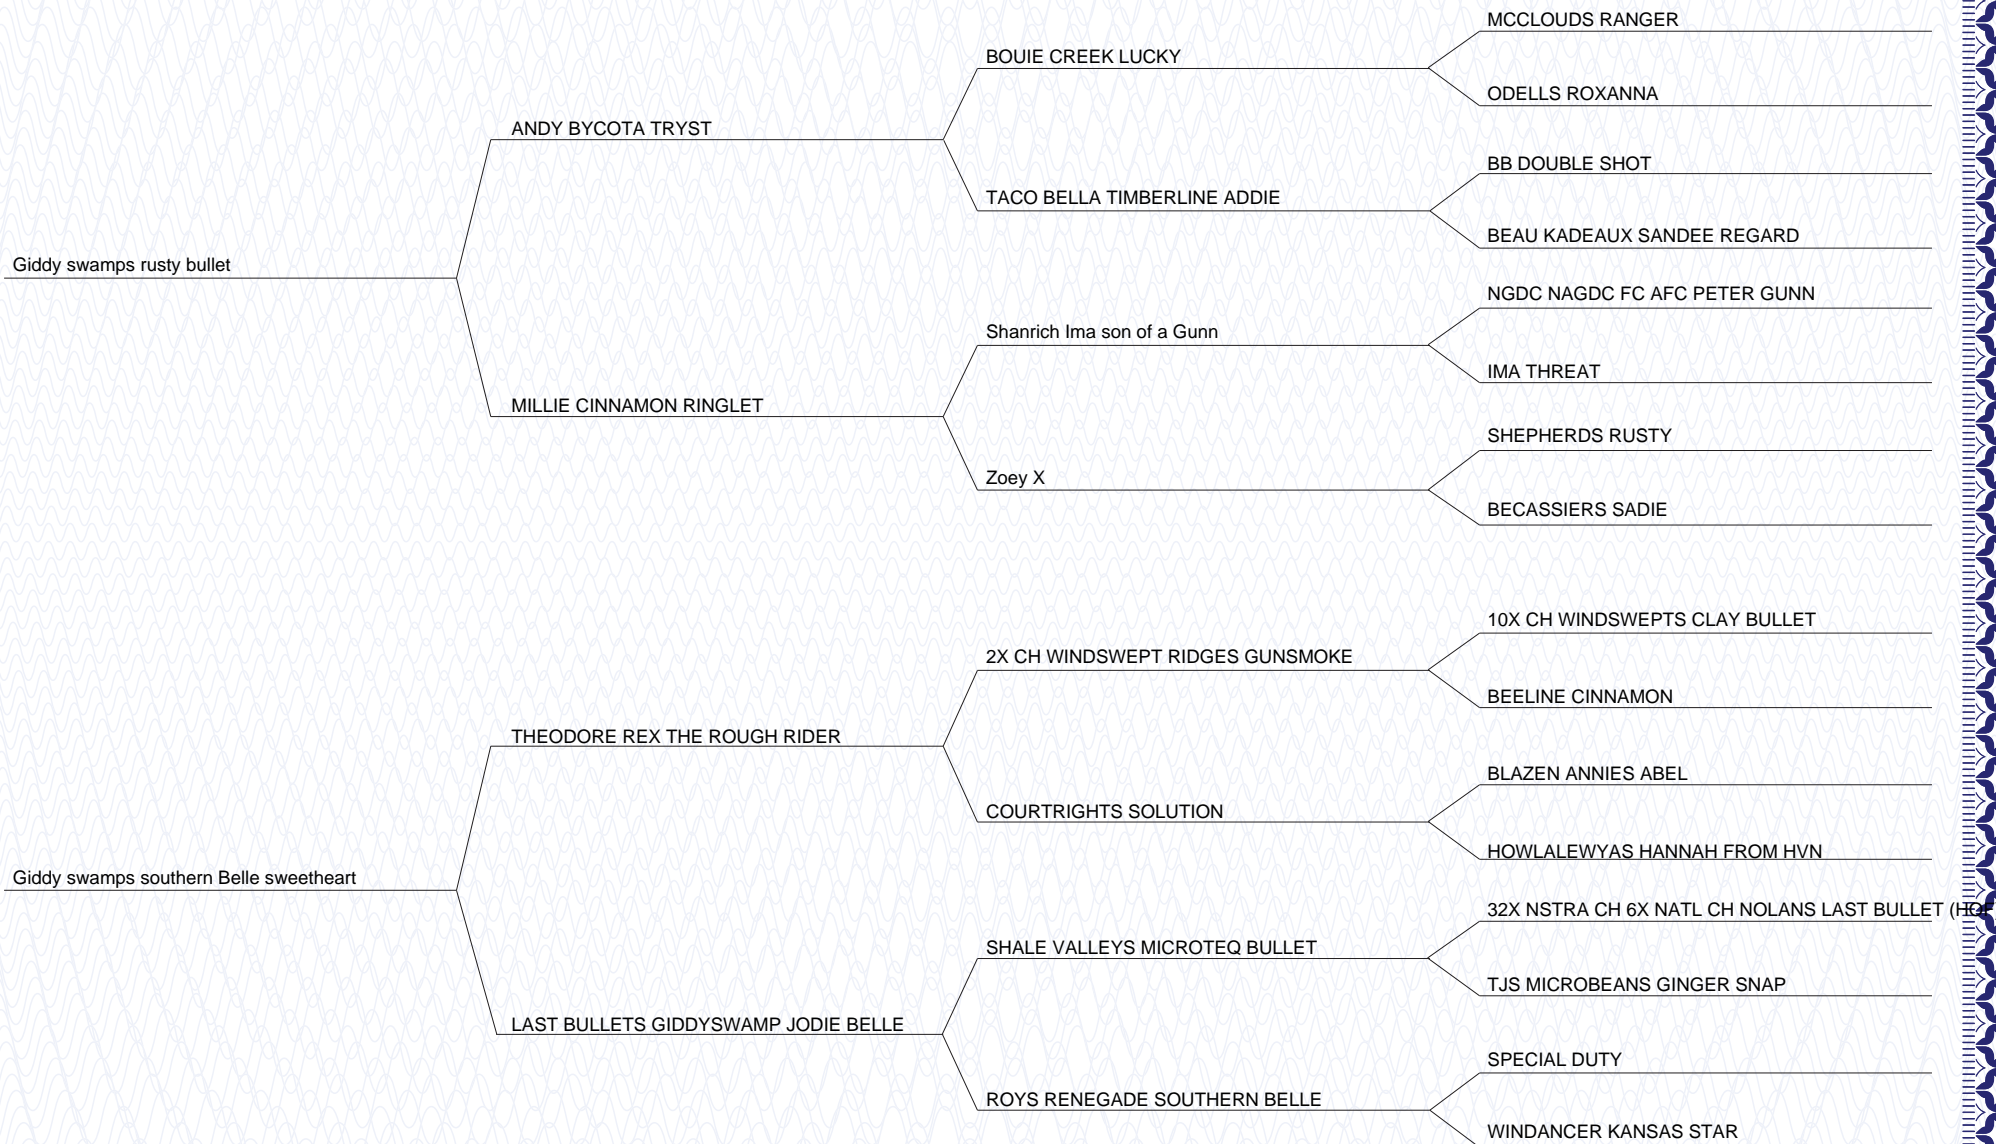 MCCLOUDS RANGER
BOUIE CREEK LUCKY
ODELLS ROXANNA
ANDY BYCOTA TRYST
BB DOUBLE SHOT
TACO BELLA TIMBERLINE ADDIE
BEAU KADEAUX SANDEE REGARD
Giddy swamps rusty bullet
NGDC NAGDC FC AFC PETER GUNN
Shanrich Ima son of a Gunn
IMA THREAT
MILLIE CINNAMON RINGLET
SHEPHERDS RUSTY
Zoey X
BECASSIERS SADIE
10X CH WINDSWEPTS CLAY BULLET
2X CH WINDSWEPT RIDGES GUNSMOKE
BEELINE CINNAMON
THEODORE REX THE ROUGH RIDER
BLAZEN ANNIES ABEL
COURTRIGHTS SOLUTION
HOWLALEWYAS HANNAH FROM HVN
Giddy swamps southern Belle sweetheart
32X NSTRA CH 6X NATL CH NOLANS LAST BULLET
SHALE VALLEYS MICROTEQ BULLET
TJS MICROBEANS GINGER SNAP
LAST BULLETS GIDDYSWAMP JODIE BELLE
SPECIAL DUTY
ROYS RENEGADE SOUTHERN BELLE
WINDANCER KANSAS STAR